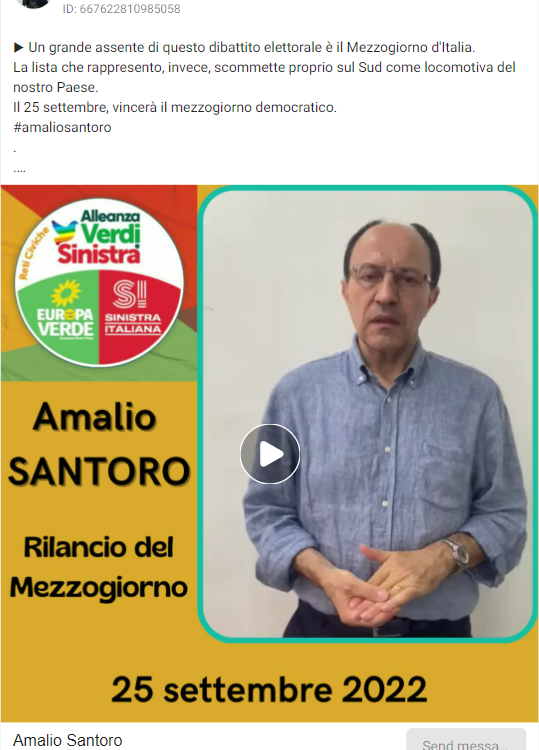 ID: 667622810985058
▶ Un grande assente di questo dibattito elettorale è il Mezzogiorno d'Italia.
La lista che rappresento, invece, scommette proprio sul Sud come locomotiva del
nostro Paese.
Il 25 settembre, vincerà il mezzogiorno democratico.
#amaliosantoro
.
....
Reti Civiche
Alleanza
Verdi
Sinistra
EUROPA
VERDE
SI
SINISTRA
ITALIANA
Amalio
SANTORO
Rilancio del
Mezzogiorno
25 settembre 2022
Amalio Santoro
Send messa...